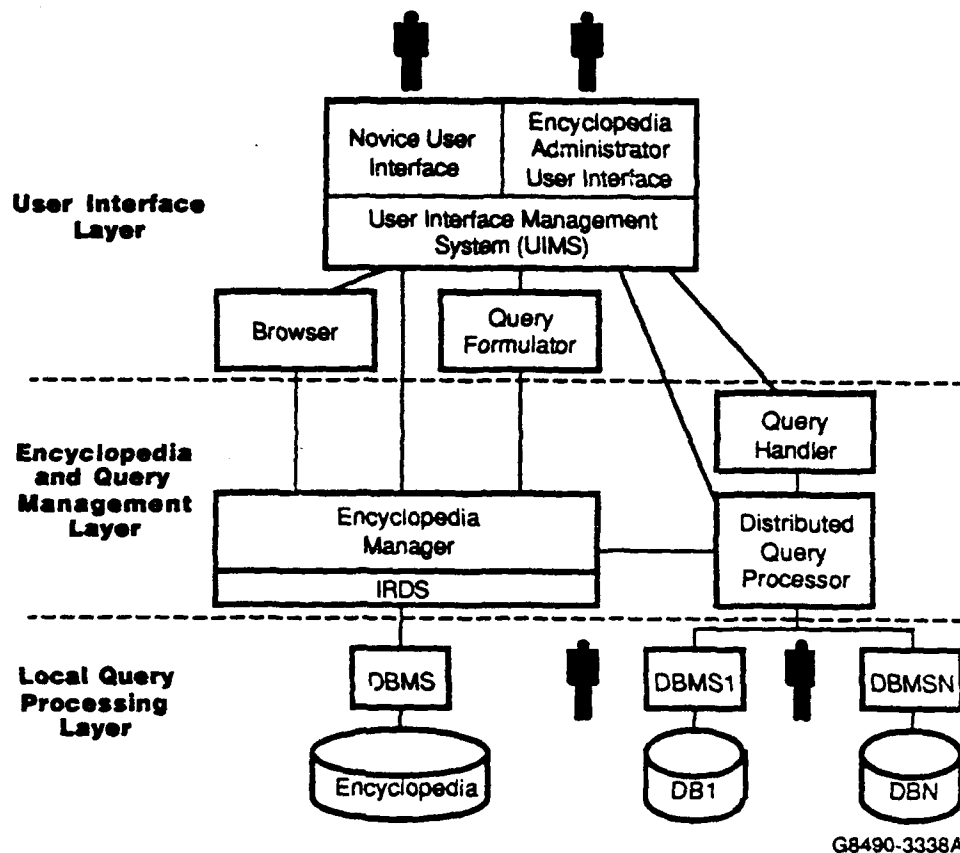 Novice User
Interface
Encyclopedia
Administrator
User Interface
User Interface
Layer
User Interface Management
System (UIMS)
Browser
Query
Formulator
Encyclopedia
and Query
Management
Layer
Query
Handler
Encyclopedia
Manager
IRDS
Distributed
Query
Processor
Local Query
Processing
Layer
DBMS
DBMS1
DBMSN
Encyclopedia
DB1
DBN
G8490-3338A